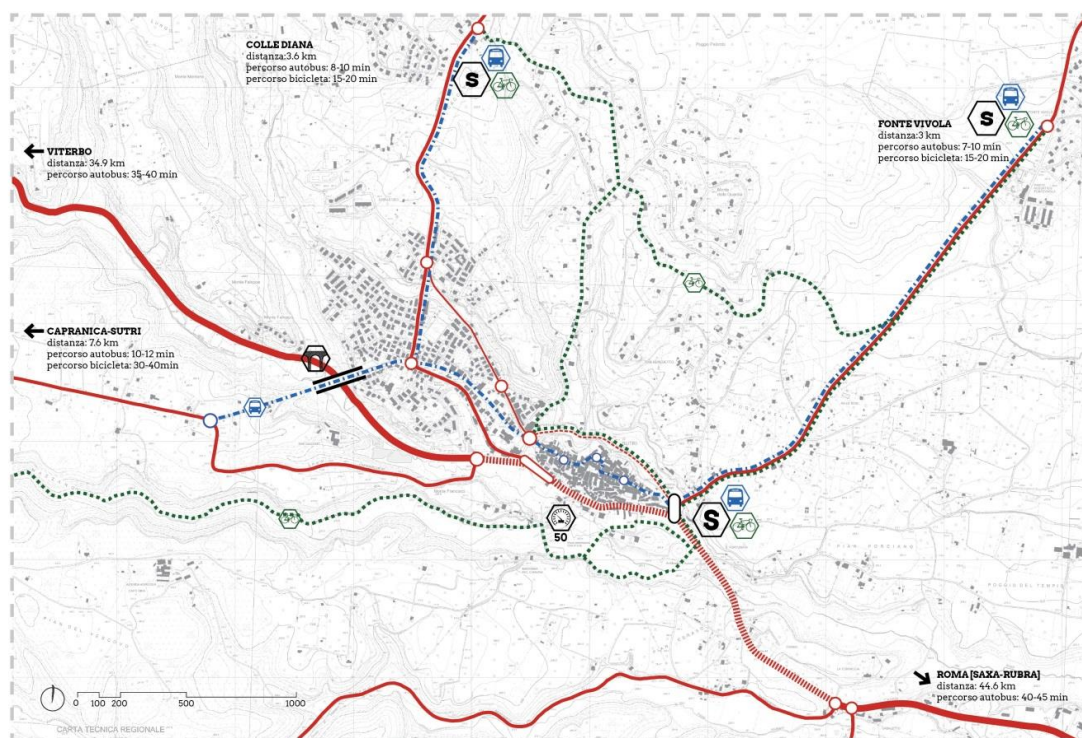 COLLE DIANA
distanza:3.6 km
percorso autobus: 8-10 min
percorso bicicleta: 15-20 min
S
S
FONTE VIVOLA
distanza:3 km
percorso autobus: 7-10 min
percorso bicicleta: 15-20 min
VITERBO
distanza: 34.9 km
percorso autobus: 35-40 min
CAPRANICA-SUTRI
distanza: 7.6 km
percorso autobus: 10-12 min
percorso bicicleta: 30-40min
50
S
ROMA [SAXA-RUBRA]
distanza: 44.6 km
percorso autobus: 40-45 min
0 100 200 500 1000
CARTA TECNICA REGIONALE